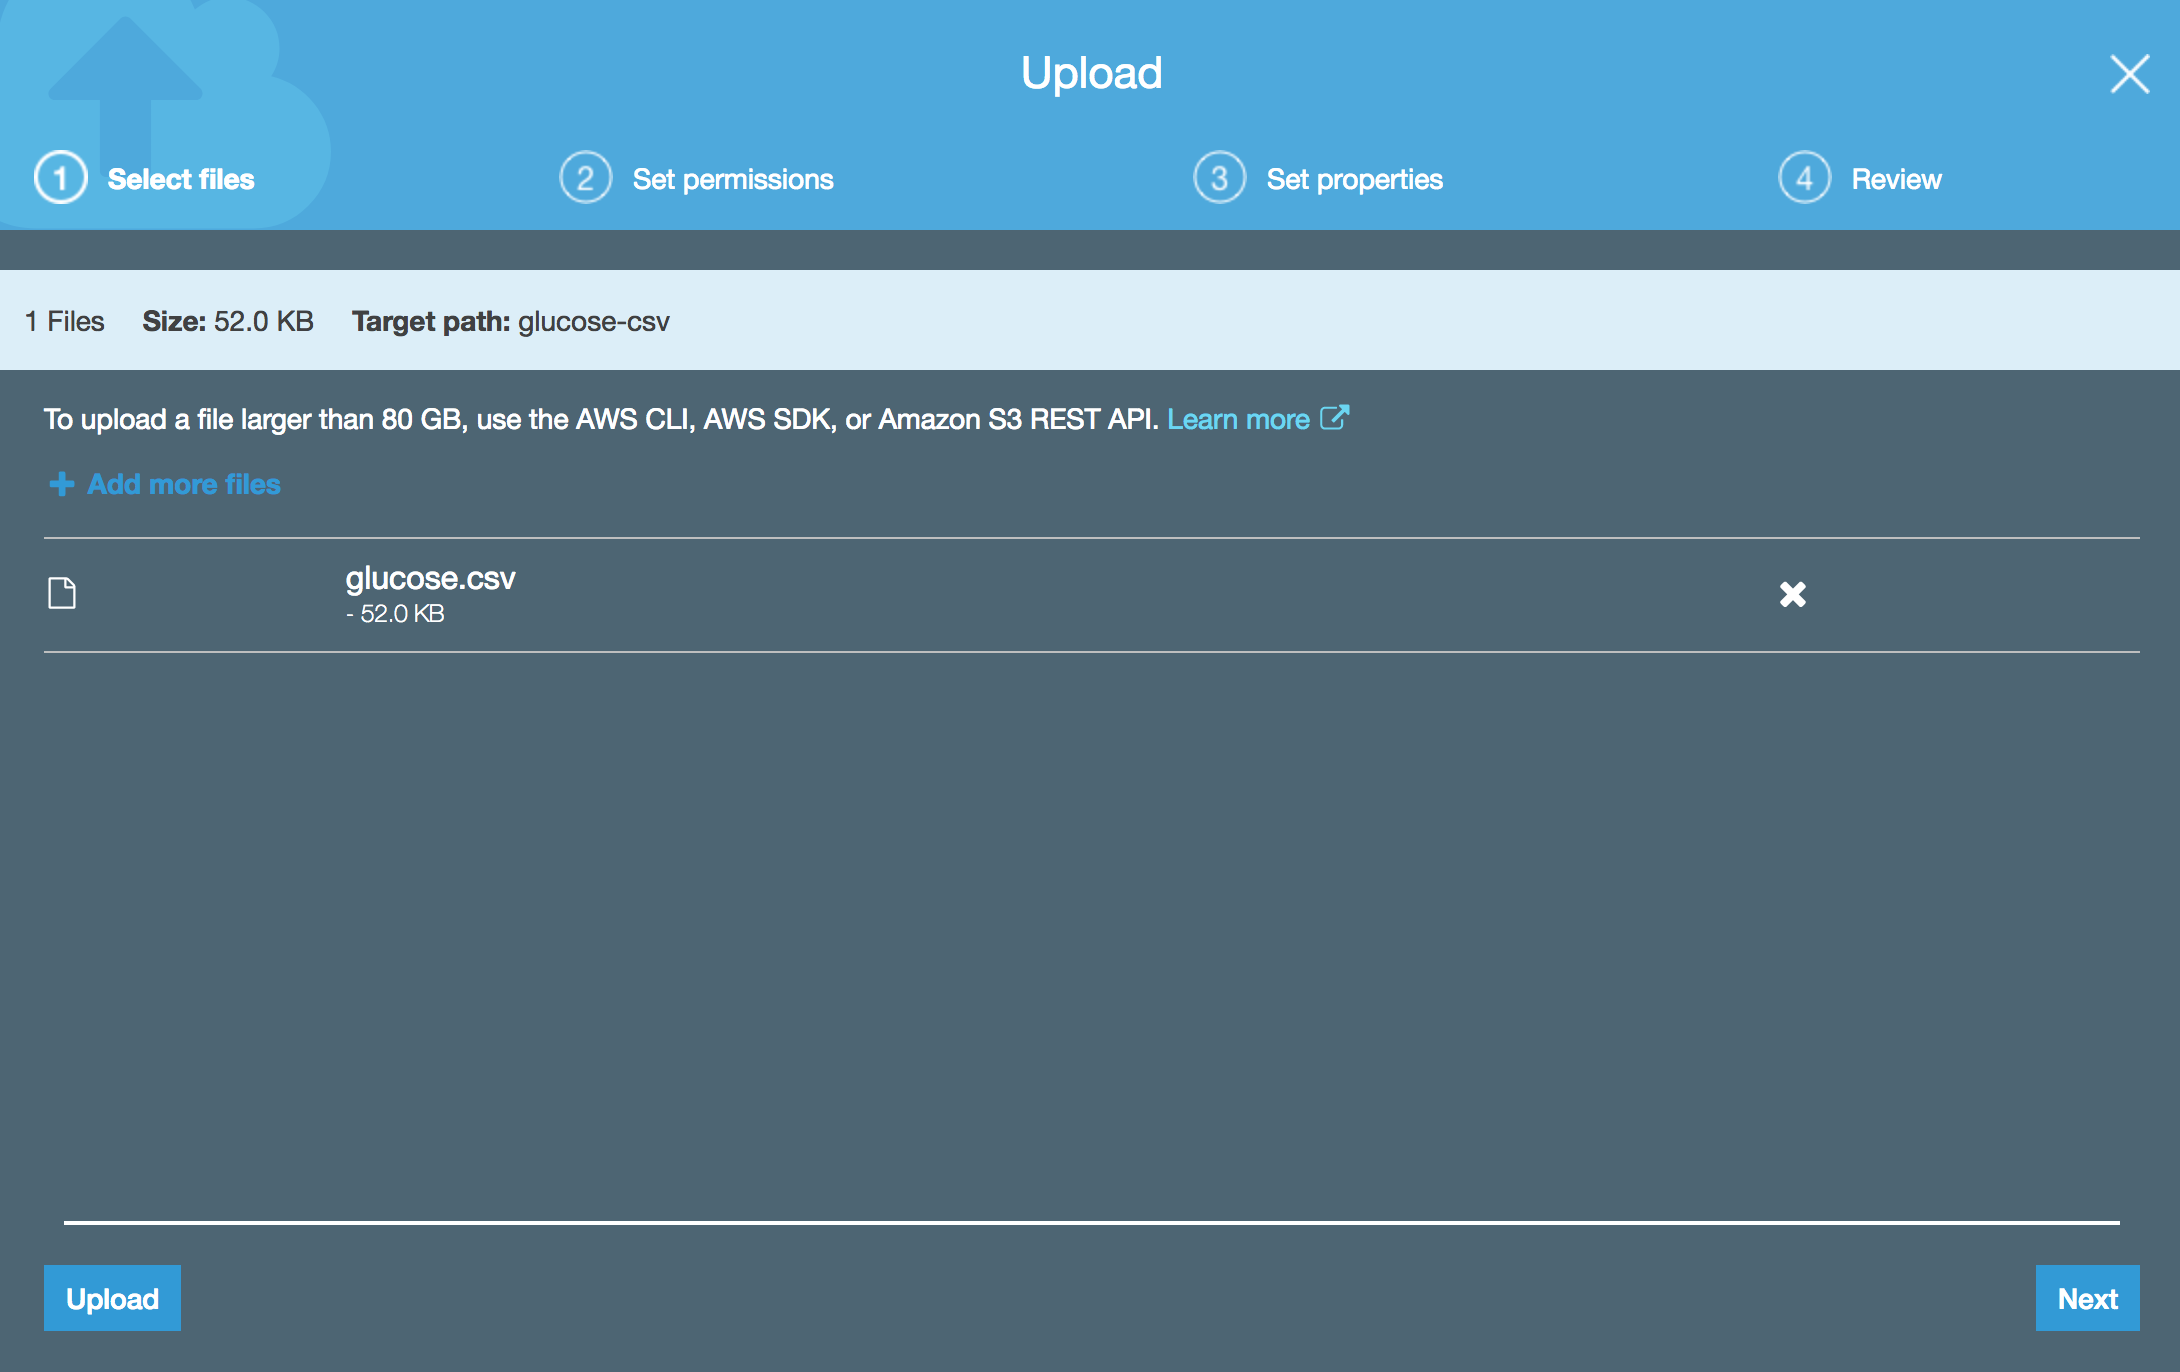 Upload
1 Select files 2 Set permissions 3 Set properties 4 Review
1 Files Size: 52.0 KB Target path: glucose-csv
To upload a file larger than 80 GB, use the AWS CLI, AWS SDK, or Amazon S3 REST API. Learn more
Add more files
glucose.csv
- 52.0 KB
Upload Next